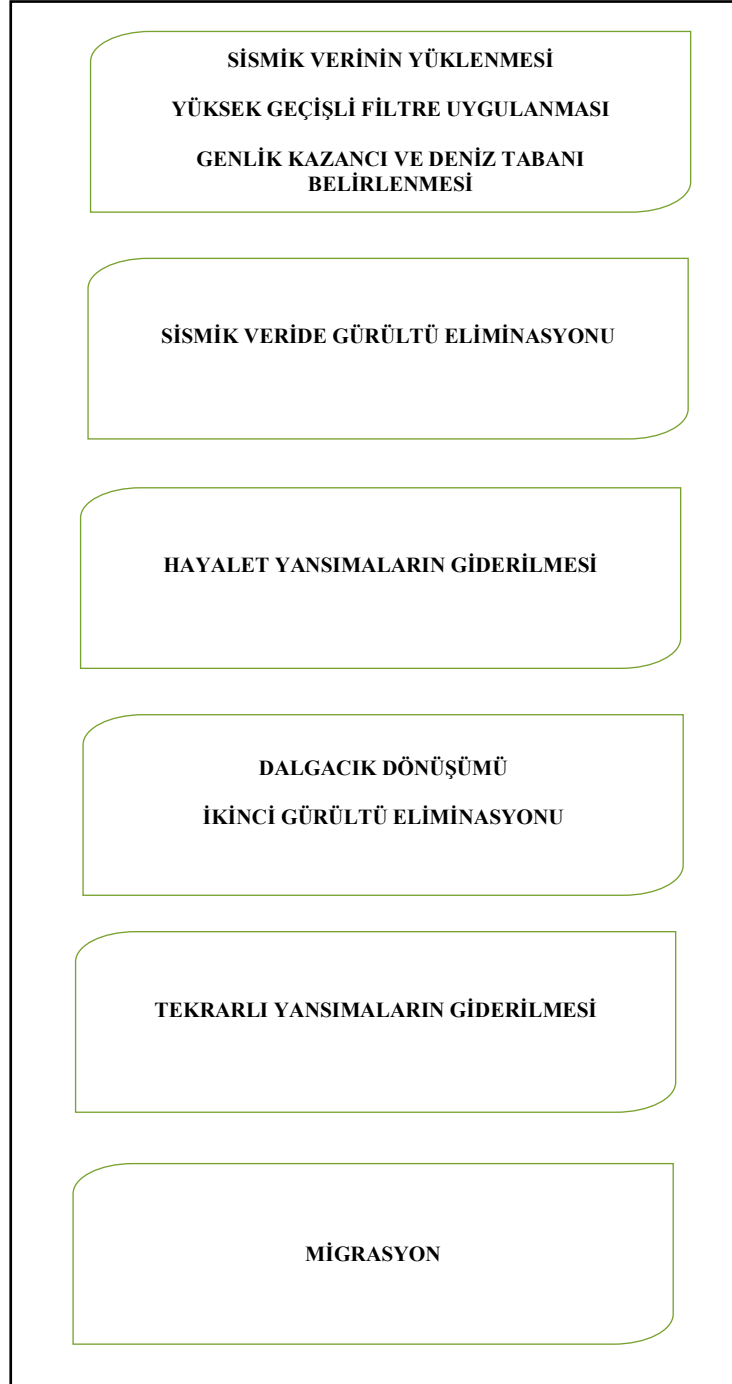 SİSMİK VERİNİN YÜKLENMESİ
YÜKSEK GEÇİŞLİ FİLTRE UYGULANMASI
GENLİK KAZANCI VE DENİZ TABANI
BELİRLENMESİ
SİSMİK VERİDE GÜRÜLTÜ ELİMİNASYONU
HAYALET YANSIMALARIN GİDERİLMESİ
DALGACIK DÖNÜŞÜMÜ
İKİNCİ GÜRÜLTÜ ELİMİNASYONU
TEKRARLI YANSIMALARIN GİDERİLMESİ
MİGRASYON